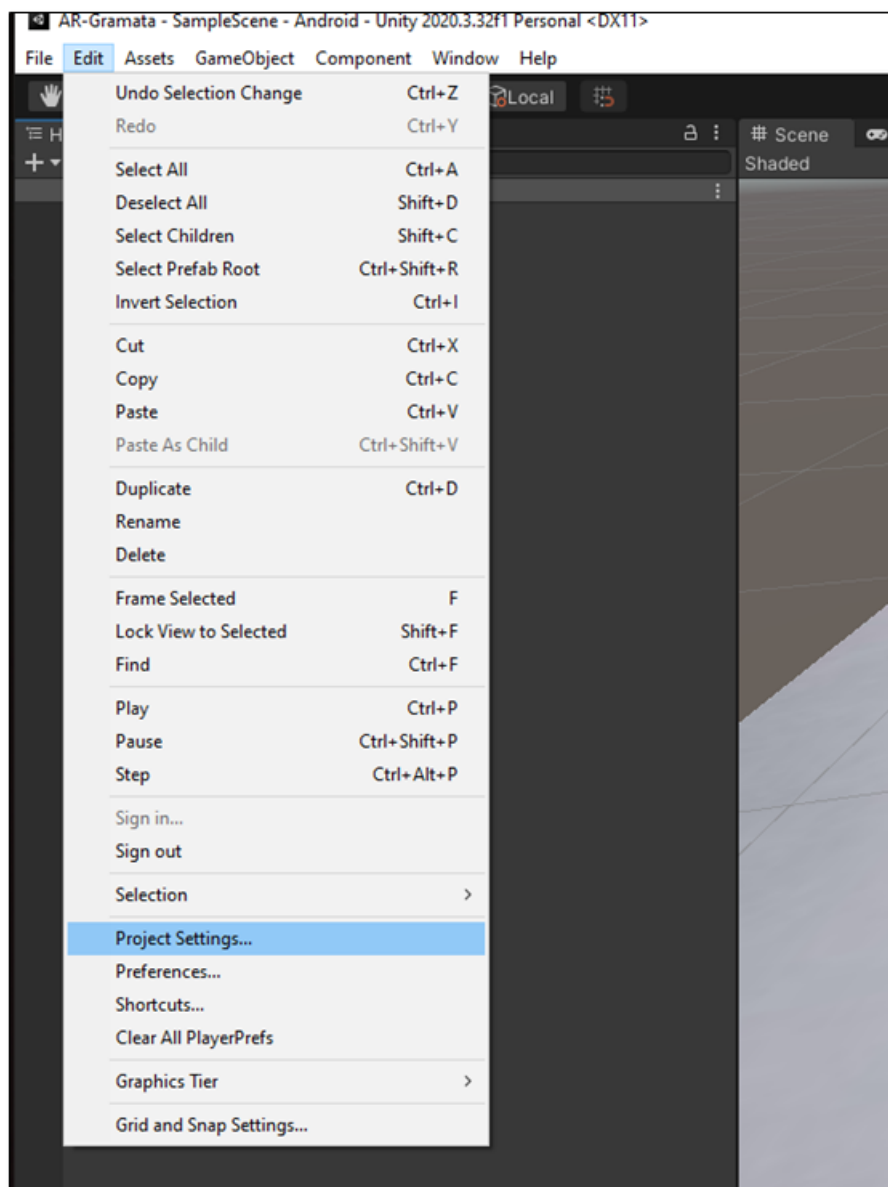 AR-Gramata - SampleScene - Android - Unity 2020.3.32f1 Personal <DX11>
File Edit Assets GameObject Component Window Help
Local
H
# Scene
Shaded
Undo Selection Change Ctrl+Z
Redo Ctrl+Y
Select All Ctrl+A
Deselect All Shift+D
Select Children Shift+C
Select Prefab Root Ctrl+Shift+R
Invert Selection Ctrl+I
Cut Ctrl+X
Copy Ctrl+C
Paste Ctrl+V
Paste As Child Ctrl+Shift+V
Duplicate Ctrl+D
Rename
Delete
Frame Selected F
Lock View to Selected Shift+F
Find Ctrl+F
Play Ctrl+P
Pause Ctrl+Shift+P
Step Ctrl+Alt+P
Sign in...
Sign out
Selection >
Project Settings...
Preferences...
Shortcuts...
Clear All PlayerPrefs
Graphics Tier >
Grid and Snap Settings...